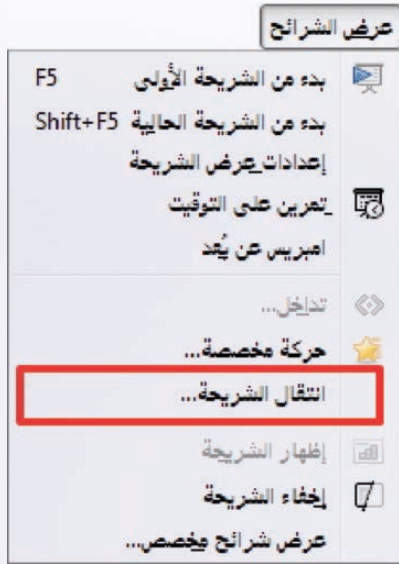 عرض الشرائح
بدء من الشريحة الأولى F5
بدء من الشريحة الحالية Shift+F5
إعدادات عرض الشريحة
تمرين على التوقيت
امبريس عن بُعد
تداخل...
حركة مخصصة...
انتقال الشريحة...
إظهار الشريحة
إخفاء الشريحة
عرض شرائح مخصص...